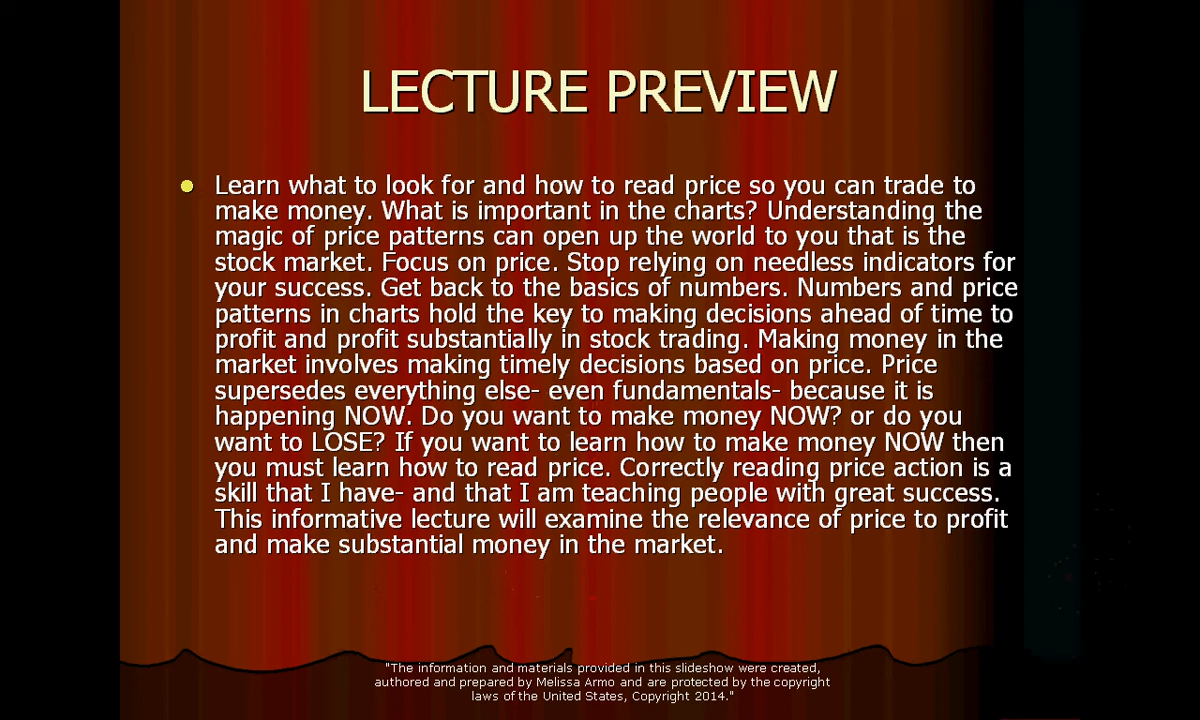 LECTURE PREVIEW
Learn what to look for and how to read price so you can trade to
make money. What is important in the charts? Understanding the
magic of price patterns can open up the world to you that is the
stock market. Focus on price. Stop relying on needless indicators for
your success. Get back to the basics of numbers. Numbers and price
patterns in charts hold the key to making decisions ahead of time to
profit and profit substantially in stock trading. Making money in the
market involves making timely decisions based on price. Price
supersedes everything else- even fundamentals- because it is
happening NOW. Do you want to make money NOW? or do you
want to LOSE? If you want to learn how to make money NOW then
you must learn how to read price. Correctly reading price action is a
skill that I have- and that I am teaching people with great success.
This informative lecture will examine the relevance of price to profit
and make substantial money in the market.
"The information and materials provided in this slideshow were created,
authored and prepared by Melissa Armo and are protected by the copyright
laws of the United States, Copyright 2014."